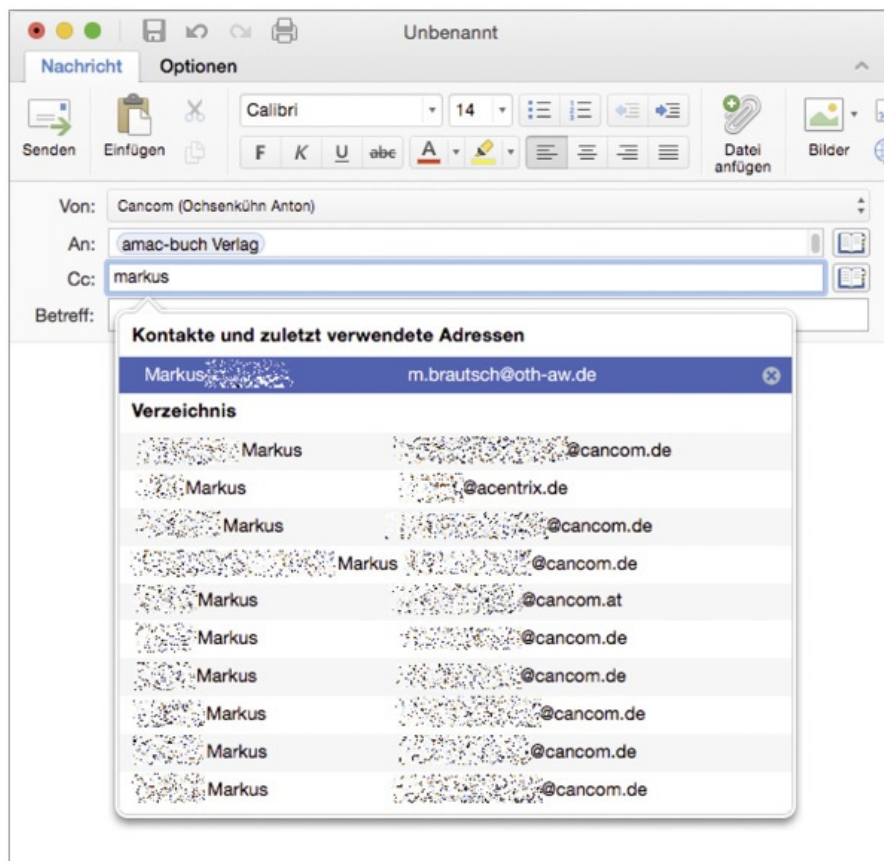 Unbenannt
Nachricht Optionen
Calibri 14
Senden Einfügen F K U abc A Datei anfügen Bilder
Von: Cancom (Ochsenkühn Anton)
An: amac-buch Verlag
Cc: markus
Betreff:
Kontakte und zuletzt verwendete Adressen
Markus m.brautsch@oth-aw.de
Verzeichnis
Markus @cancom.de
Markus @acentrix.de
Markus @cancom.de
Markus @cancom.de
Markus @cancom.at
Markus @cancom.de
Markus @cancom.de
Markus @cancom.de
Markus @cancom.de
Markus @cancom.de